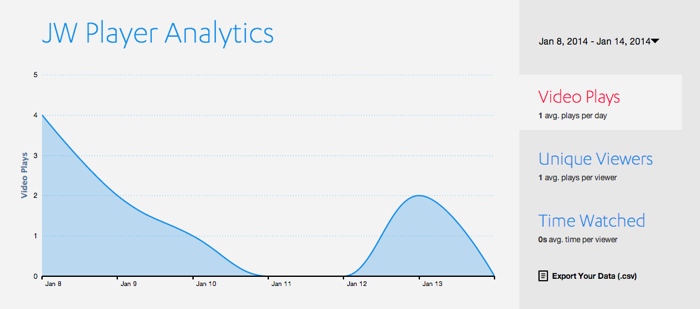 JW Player Analytics
Jan 8, 2014 - Jan 14, 2014
5
4
3
2
1
0
Video Plays
Jan 8
Jan 9
Jan 10
Jan 11
Jan 12
Jan 13
Video Plays
1 avg. plays per day
Unique Viewers
1 avg. plays per viewer
Time Watched
0s avg. time per viewer
Export Your Data (.csv)